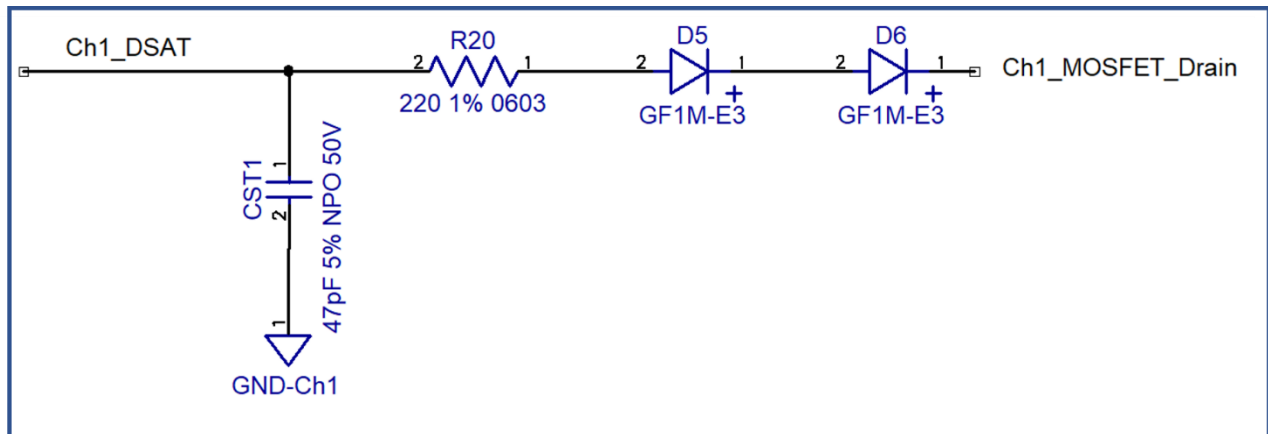 Ch1_DSAT
R20
2
1
220 1% 0603
D5
2
1
+
GF1M-E3
D6
2
1
+
GF1M-E3
Ch1_MOSFET_Drain
CST1
1
2
47pF 5% NPO 50V
1
GND-Ch1